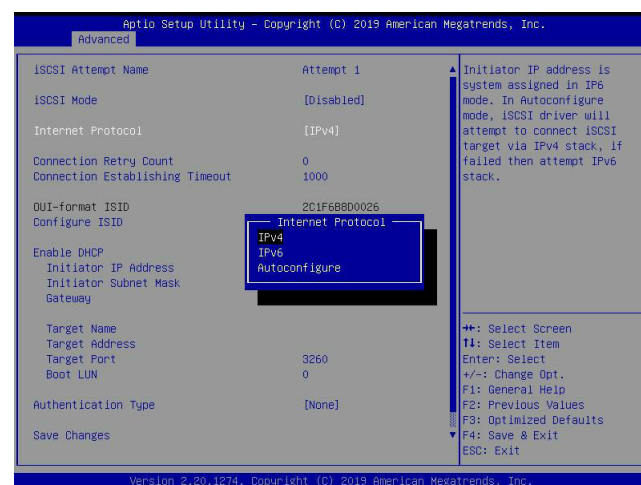 Aptio Setup Utility – Copyright (C) 2019 American Megatrends, Inc.
Advanced
iSCSI Attempt Name Attempt 1
iSCSI Mode [Disabled]
Internet Protocol [IPv4]
Connection Retry Count 0
Connection Establishing Timeout 1000
OUI-format ISID 2C1F6B8D0026
Configure ISID
Enable DHCP
Initiator IP Address
Initiator Subnet Mask
Gateway
Target Name
Target Address
Target Port 3260
Boot LUN 0
Authentication Type [None]
Save Changes
Internet Protocol
IPv4
IPv6
Autoconfigure
Initiator IP address is
system assigned in IP6
mode. In Autoconfigure
mode, iSCSI driver will
attempt to connect iSCSI
target via IPv4 stack, if
failed then attempt IPv6
stack.
→←: Select Screen
↑↓: Select Item
Enter: Select
+/-: Change Opt.
F1: General Help
F2: Previous Values
F3: Optimized Defaults
F4: Save & Exit
ESC: Exit
Version 2.20.1274. Copyright (C) 2019 American Megatrends, Inc.